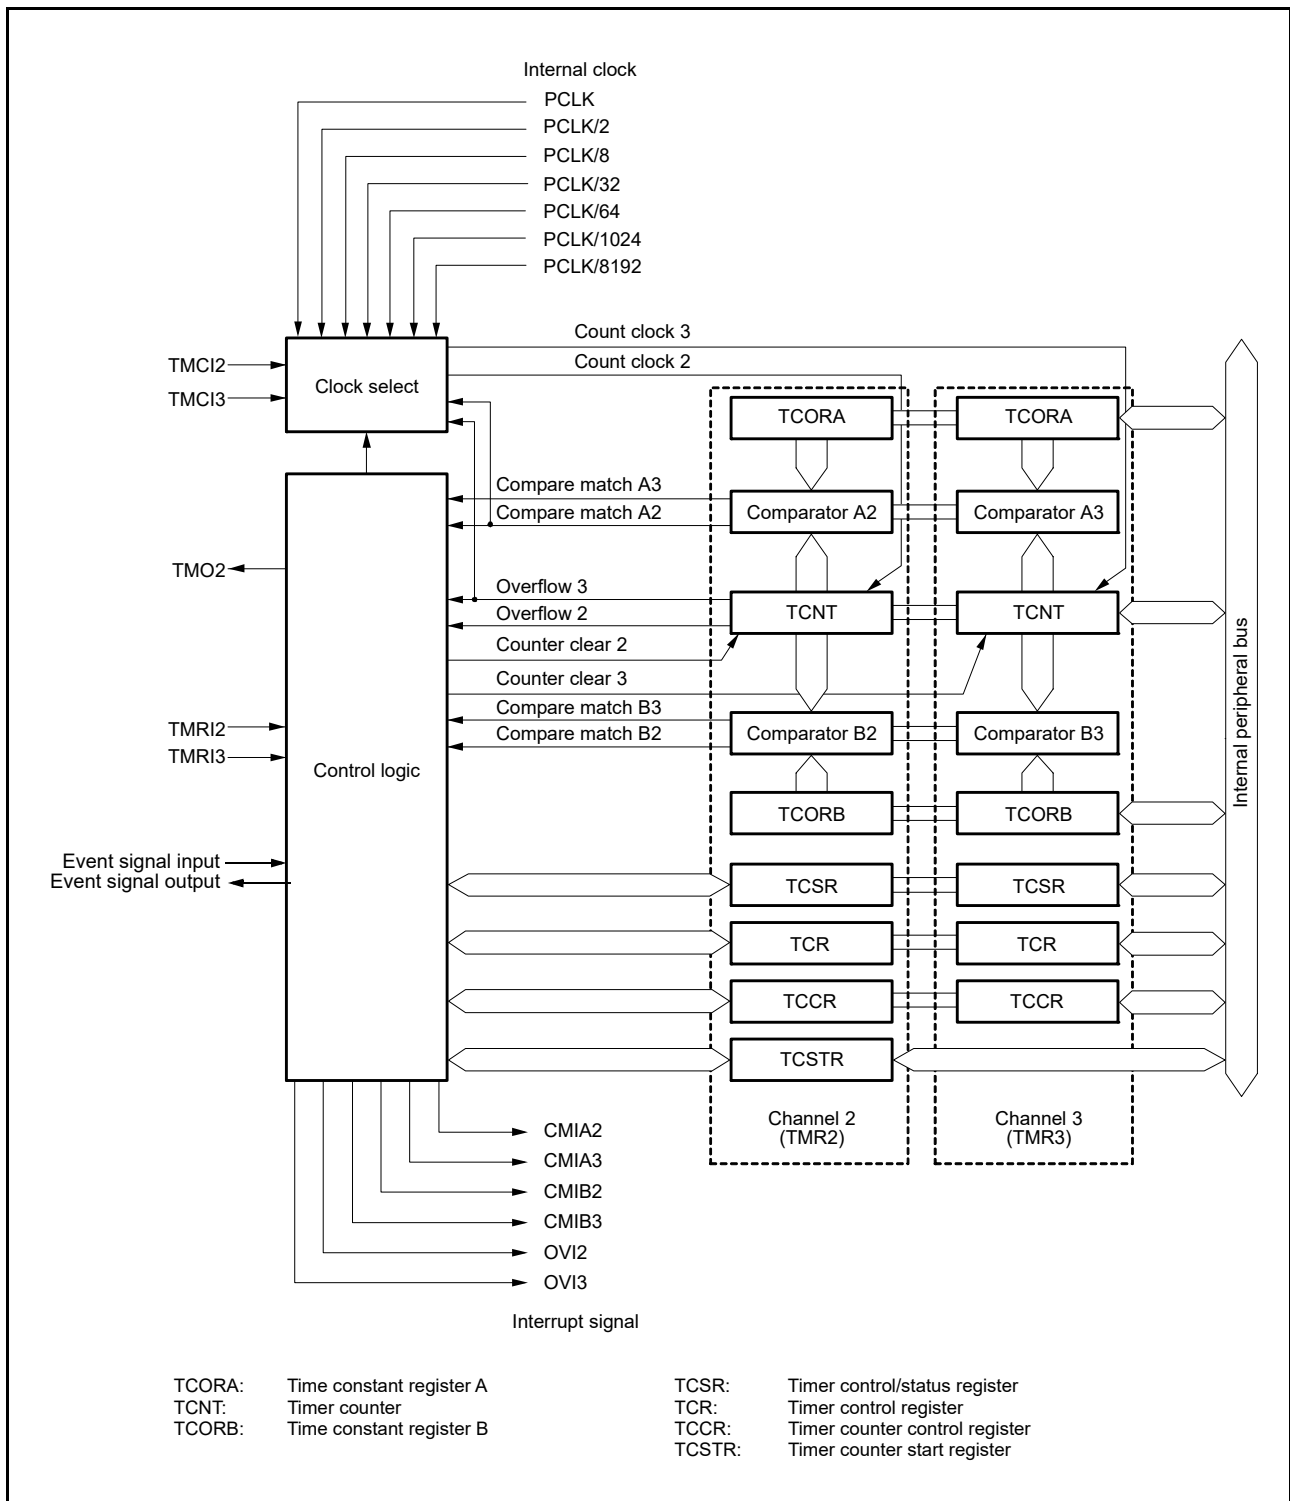 Internal clock
PCLK
PCLK/2
PCLK/8
PCLK/32
PCLK/64
PCLK/1024
PCLK/8192
Count clock 3
Count clock 2
TMCI2
TMCI3
Clock select
TCORA
TCORA
Compare match A3
Compare match A2
Comparator A2
Comparator A3
TMO2
Overflow 3
Overflow 2
TCNT
TCNT
Counter clear 2
Counter clear 3
Internal peripheral bus
TMRI2
TMRI3
Compare match B3
Compare match B2
Comparator B2
Comparator B3
Control logic
TCORB
TCORB
Event signal input
Event signal output
TCSR
TCSR
TCR
TCR
TCCR
TCCR
TCSTR
Channel 2
(TMR2)
Channel 3
(TMR3)
CMIA2
CMIA3
CMIB2
CMIB3
OVI2
OVI3
Interrupt signal
TCORA: Time constant register A
TCNT: Timer counter
TCORB: Time constant register B
TCSR: Timer control/status register
TCR: Timer control register
TCCR: Timer counter control register
TCSTR: Timer counter start register